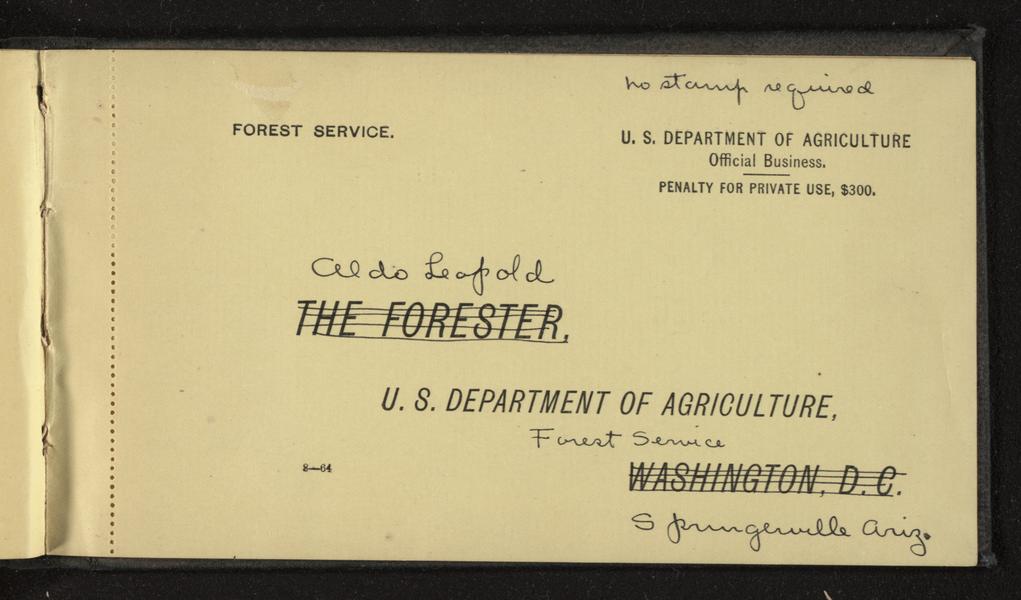 no stamp required
FOREST SERVICE.
U. S. DEPARTMENT OF AGRICULTURE
Official Business.
PENALTY FOR PRIVATE USE, $300.
Aldo Leopold
THE FORESTER,
U. S. DEPARTMENT OF AGRICULTURE,
Forest Service
8—64
WASHINGTON, D. C.
Springerville Ariz.